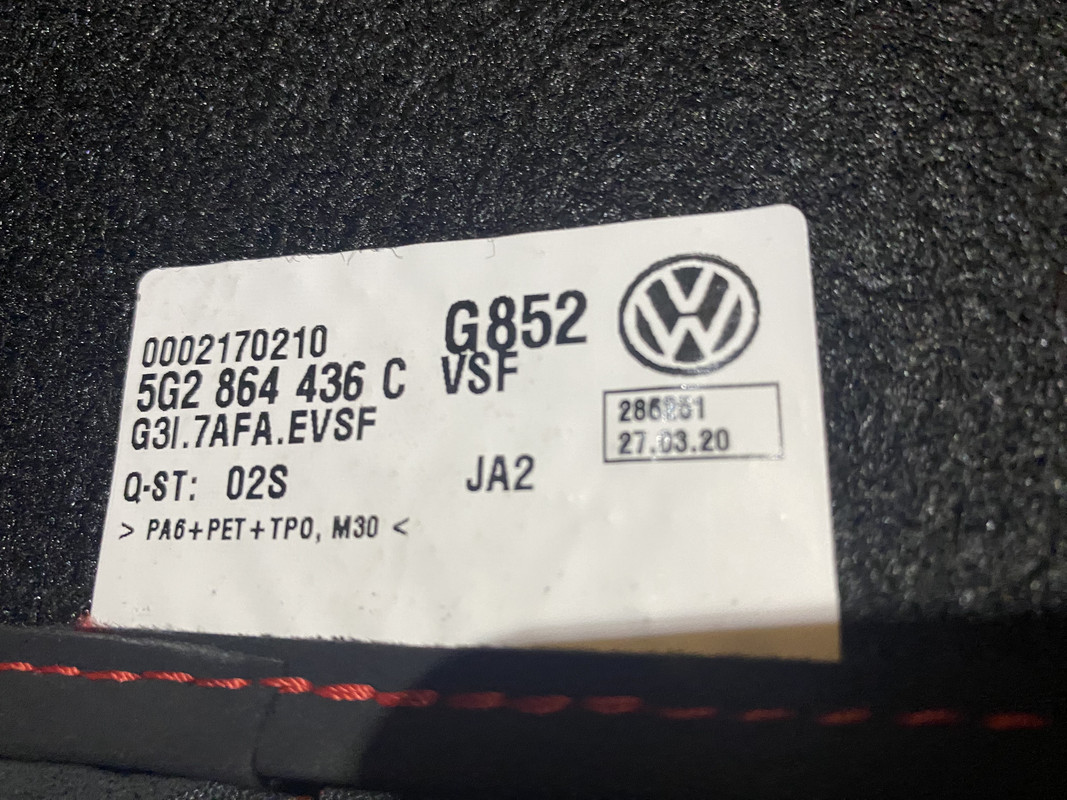 0002170210
G852
5G2 864 436 C VSF
G3I.7AFA.EVSF
27.03.20
Q-ST: 02S
JA2
> PA6+PET+TPO, M30 <